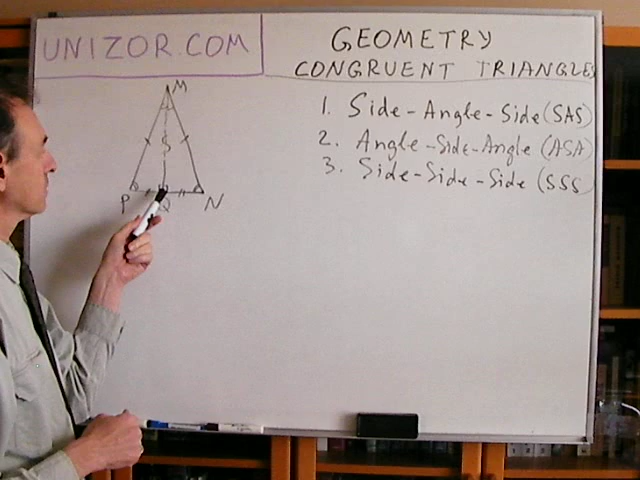 UNIZOR.COM
GEOMETRY
CONGRUENT TRIANGLES
1. Side-Angle-Side (SAS)
2. Angle-Side-Angle (ASA)
3. Side-Side-Side (SSS)
M
P Q N